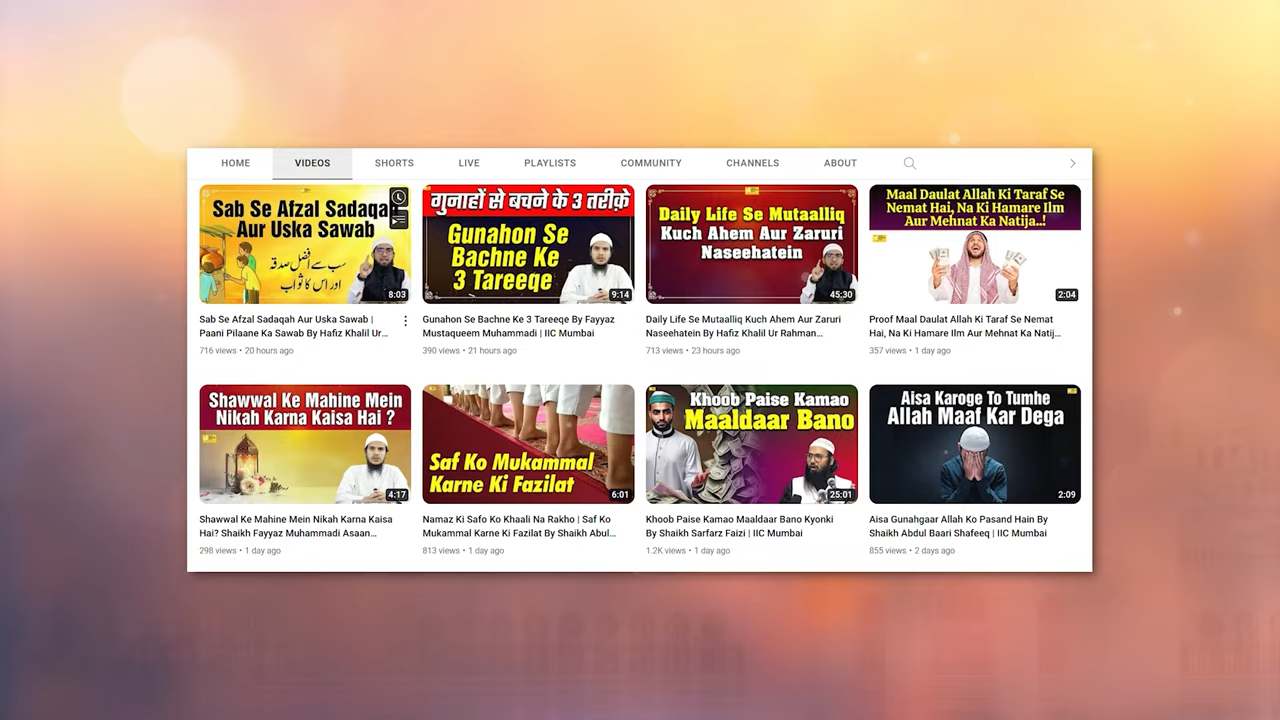 HOME VIDEOS SHORTS LIVE PLAYLISTS COMMUNITY CHANNELS ABOUT
Sab Se Afzal Sadaqa
Aur Uska Sawab
سب سے افضل صدقہ
اور اس کا ثواب
8:03
Sab Se Afzal Sadaqah Aur Uska Sawab |
Paani Pilaane Ka Sawab By Hafiz Khalil Ur...
716 views • 20 hours ago
गुनाहों से बचने के 3 तरीक़े
Gunahon Se
Bachne Ke
3 Tareeqe
9:14
Gunahon Se Bachne Ke 3 Tareeqe By Fayyaz
Mustaqueem Muhammadi | IIC Mumbai
390 views • 21 hours ago
Daily Life Se Mutaalliq
Kuch Ahem Aur Zaruri
Naseehatein
45:30
Daily Life Se Mutaalliq Kuch Ahem Aur Zaruri
Naseehatein By Hafiz Khalil Ur Rahman...
713 views • 23 hours ago
Maal Daulat Allah Ki Taraf Se
Nemat Hai, Na Ki Hamare Ilm
Aur Mehnat Ka Natija..!
2:04
Proof Maal Daulat Allah Ki Taraf Se Nemat
Hai, Na Ki Hamare Ilm Aur Mehnat Ka Natij...
357 views • 1 day ago
Shawwal Ke Mahine Mein
Nikah Karna Kaisa Hai ?
4:17
Shawwal Ke Mahine Mein Nikah Karna Kaisa
Hai? Shaikh Fayyaz Muhammadi Asaan...
298 views • 1 day ago
Saf Ko Mukammal
Karne Ki Fazilat
6:01
Namaz Ki Safo Ko Khaali Na Rakho | Saf Ko
Mukammal Karne Ki Fazilat By Shaikh Abul...
813 views • 1 day ago
Khoob Paise Kamao
Maaldaar Bano
25:01
Khoob Paise Kamao Maaldaar Bano Kyonki
By Shaikh Sarfarz Faizi | IIC Mumbai
1.2K views • 1 day ago
Aisa Karoge To Tumhe
Allah Maaf Kar Dega
2:09
Aisa Gunahgaar Allah Ko Pasand Hain By
Shaikh Abdul Baari Shafeeq | IIC Mumbai
855 views • 2 days ago